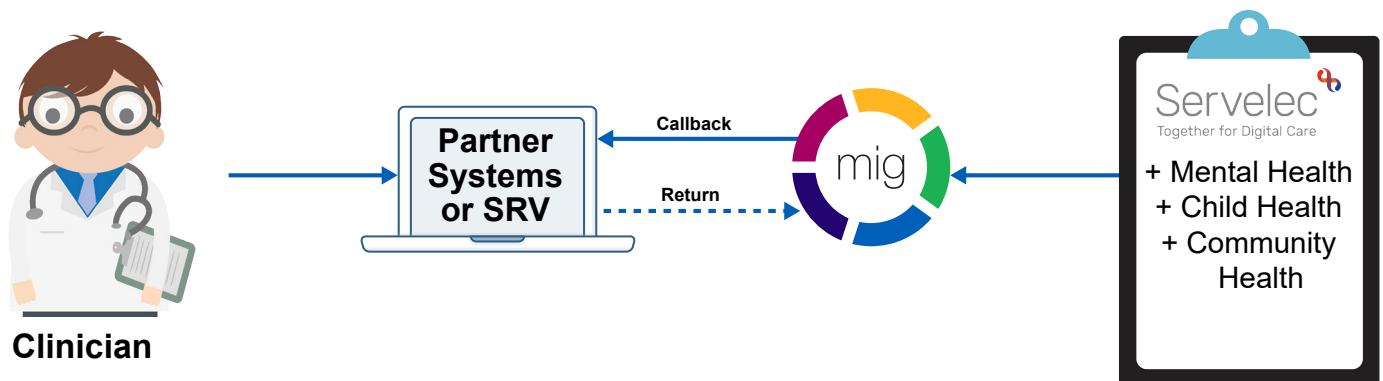 Clinician
Partner
Systems
or SRV
Callback
Return
mig
Servelec
Together for Digital Care
+ Mental Health
+ Child Health
+ Community
Health